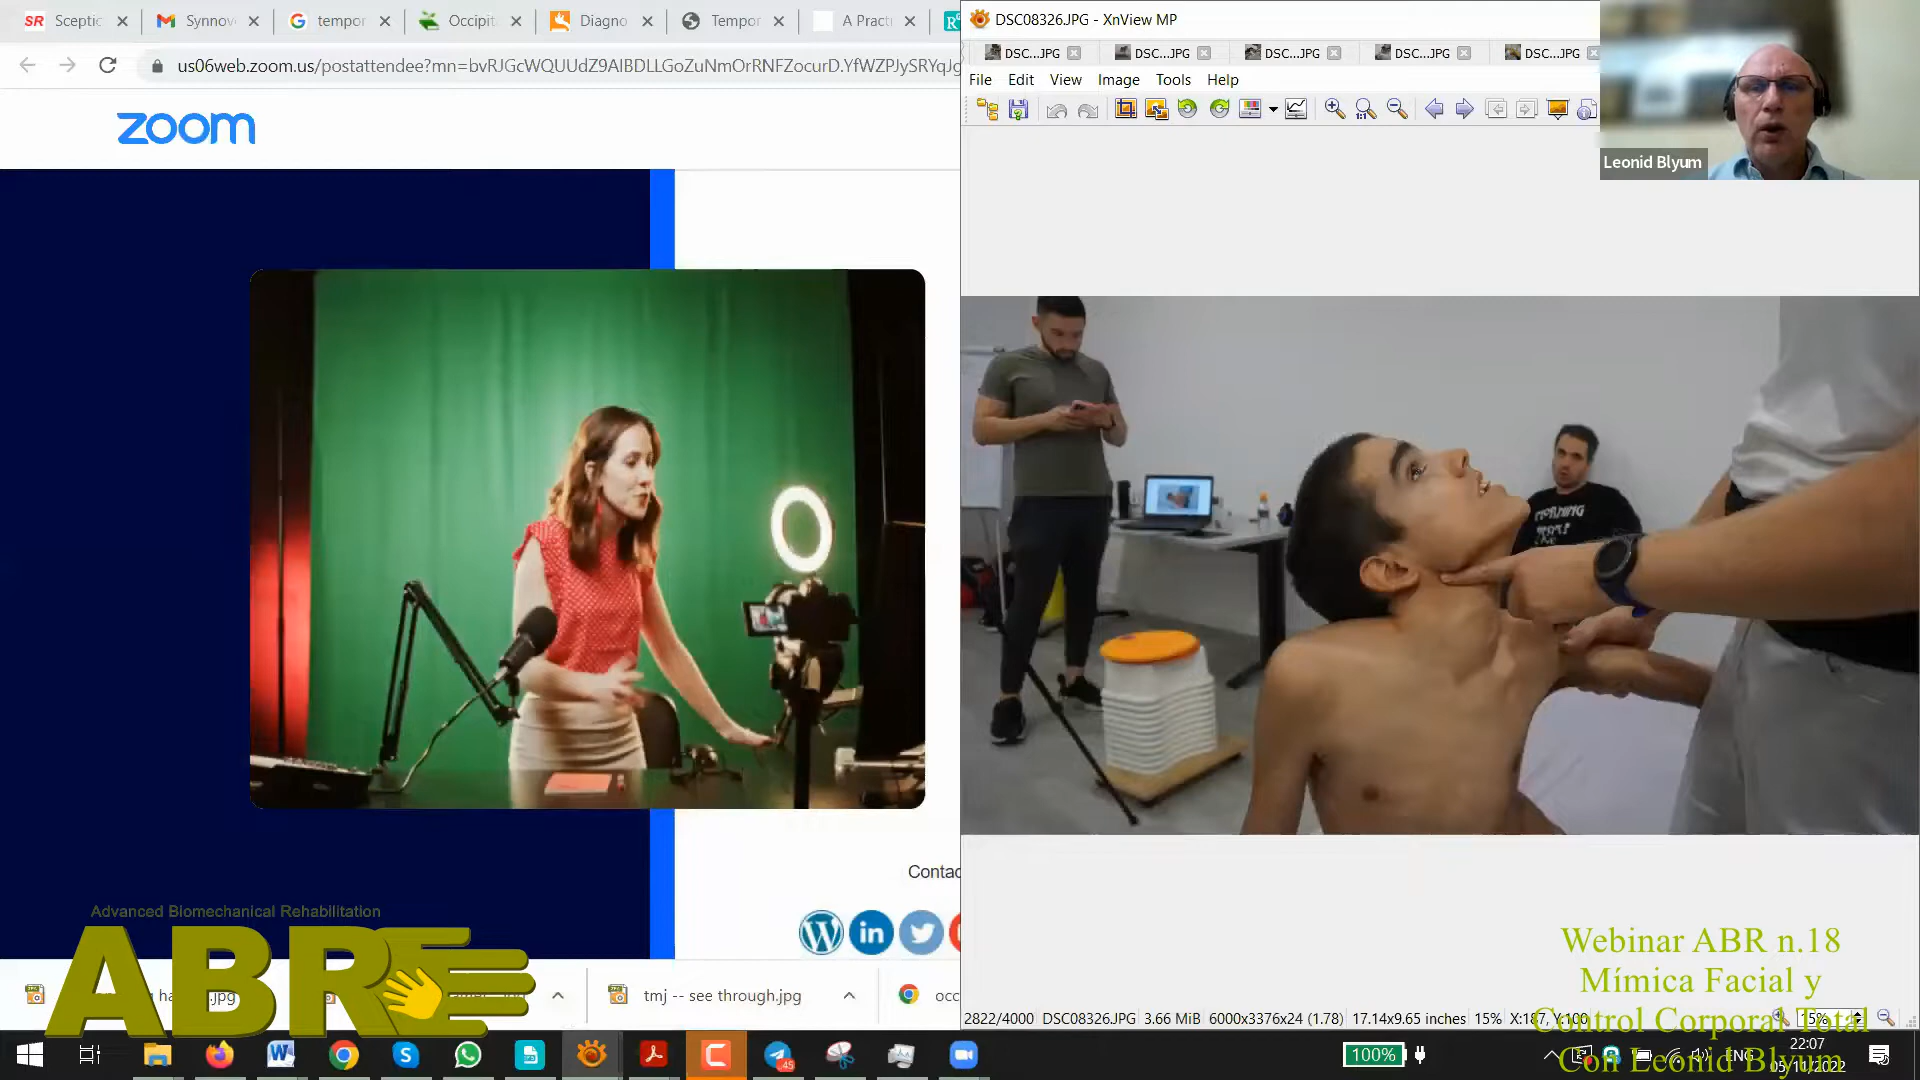 SR Sceptic
Synnov
tempor
Occipit
Diagno
Tempor
A Practi
us06web.zoom.us/postattendee?mn=bvRJGcWQUUdZ9AlBDLLGoZuNmOrRNFZocurD.YfWZPJySRYqJg
zoom
DSC08326.JPG - XnView MP
DSC...JPG
DSC...JPG
DSC...JPG
DSC...JPG
DSC...JPG
File Edit View Image Tools Help
Leonid Blyum
MORNING
Contac
Advanced Biomechanical Rehabilitation
ABR
tmj -- see through.jpg
occ
2822/4000 DSC08326.JPG 3.66 MiB 6000x3376x24 (1.78) 17.14x9.65 inches 15% X:187, Y:100
Webinar ABR n.18
Mímica Facial y
Control Corporal Total
Con Leonid Blyum
100%
ENG
22:07
05/11/2022